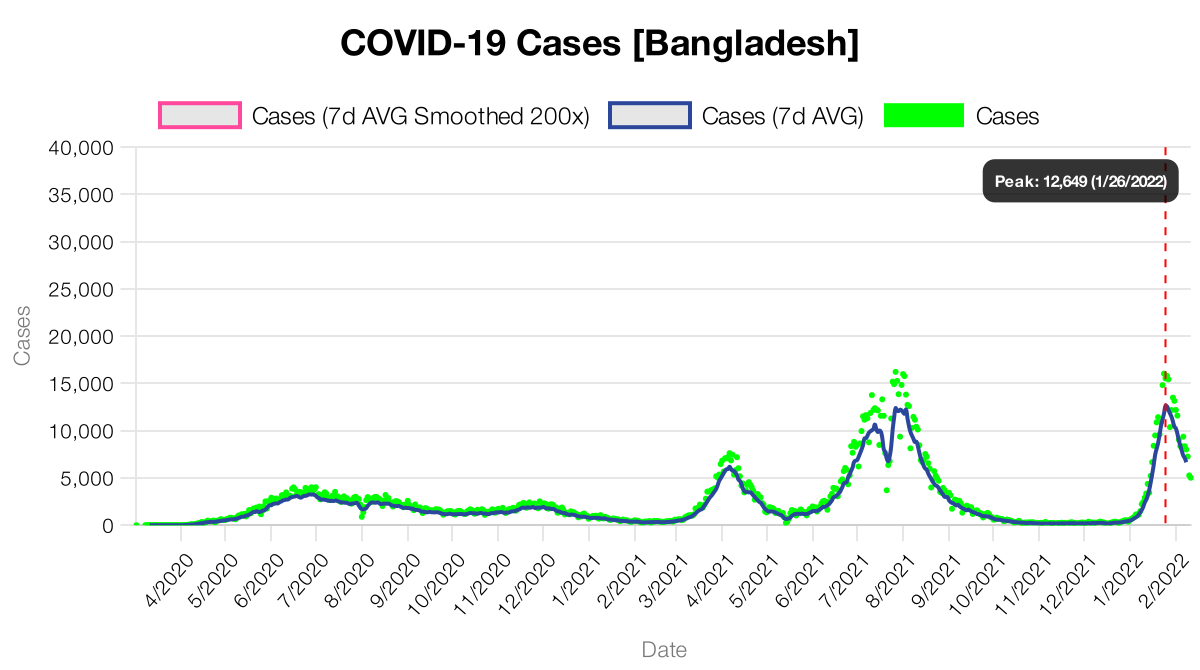 COVID-19 Cases [Bangladesh]
Cases (7d AVG Smoothed 200x) Cases (7d AVG) Cases
40,000
35,000
30,000
25,000
20,000
15,000
10,000
5,000
0
Cases
Peak: 12,649 (1/26/2022)
4/2020 5/2020 6/2020 7/2020 8/2020 9/2020 10/2020 11/2020 12/2020 1/2021 2/2021 3/2021 4/2021 5/2021 6/2021 7/2021 8/2021 9/2021 10/2021 11/2021 12/2021 1/2022 2/2022
Date